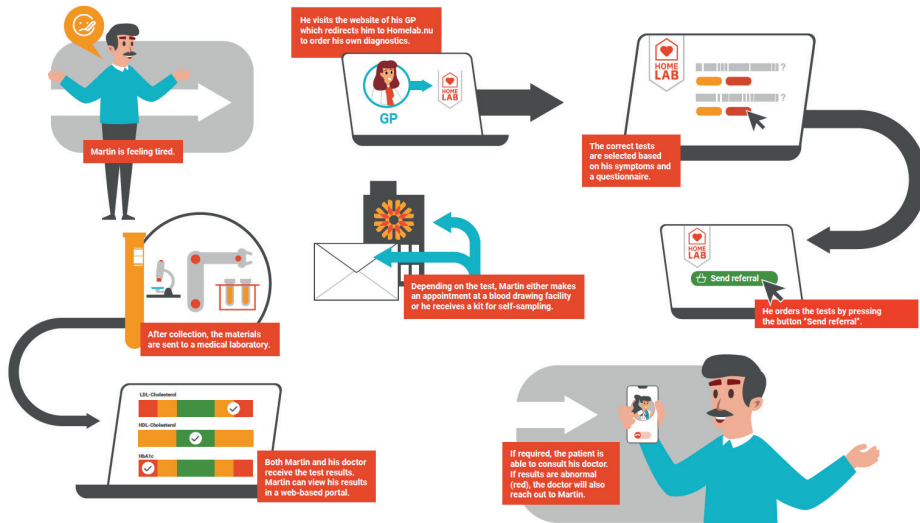 Martin is feeling tired.
He visits the website of his GP
which redirects him to Homelab.nu
to order his own diagnostics.
GP
HOME
LAB
HOME
LAB
?
?
The correct tests
are selected based
on his symptoms and
a questionnaire.
HOME
LAB
Send referral
He orders the tests by pressing
the button “Send referral”.
Depending on the test, Martin either makes
an appointment at a blood drawing facility
or he receives a kit for self-sampling.
After collection, the materials
are sent to a medical laboratory.
LDL-Cholesterol
HDL-Cholesterol
HbA1c
Both Martin and his doctor
receive the test results.
Martin can view his results
in a web-based portal.
If required, the patient is
able to consult his doctor.
If results are abnormal
(red), the doctor will also
reach out to Martin.